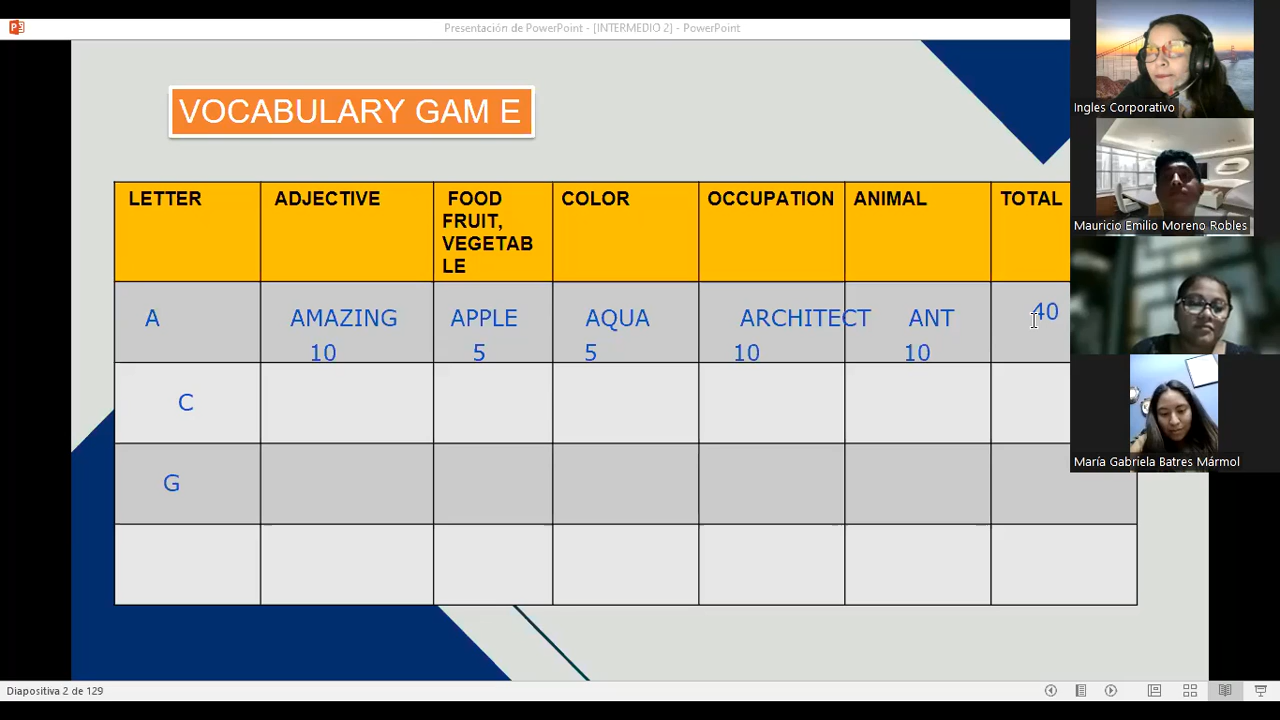 Presentación de PowerPoint - [INTERMEDIO 2] - PowerPoint
VOCABULARY GAM E
LETTER ADJECTIVE FOOD FRUIT, VEGETAB LE COLOR OCCUPATION ANIMAL TOTAL
A AMAZING APPLE AQUA ARCHITECT ANT 40
10 5 5 10 10
C
G
Ingles Corporativo
Mauricio Emilio Moreno Robles
María Gabriela Batres Mármol
Diapositiva 2 de 129